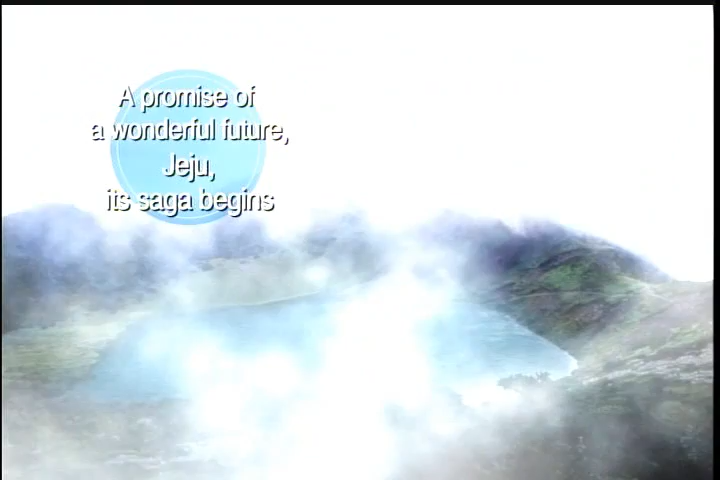 A promise of
a wonderful future,
Jeju,
its saga begins